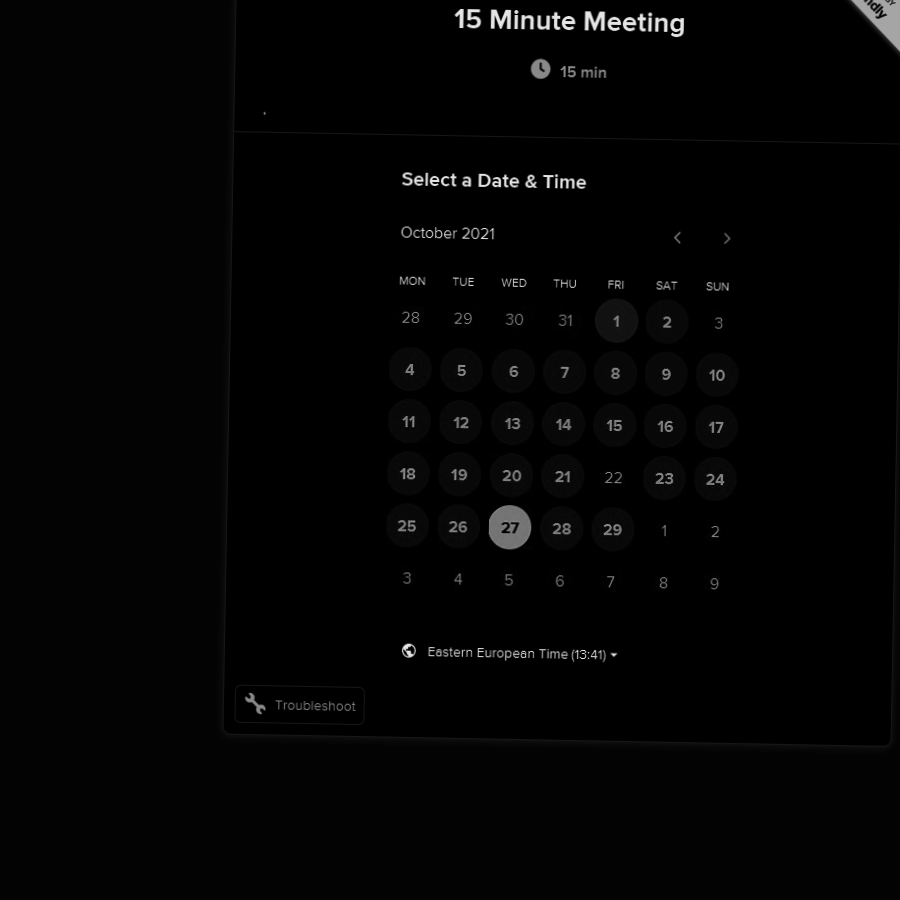 15 Minute Meeting
15 min
Select a Date & Time
October 2021
MON TUE WED THU FRI SAT SUN
28 29 30 31 1 2 3
4 5 6 7 8 9 10
11 12 13 14 15 16 17
18 19 20 21 22 23 24
25 26 27 28 29 1 2
3 4 5 6 7 8 9
Eastern European Time (13:41)
Troubleshoot